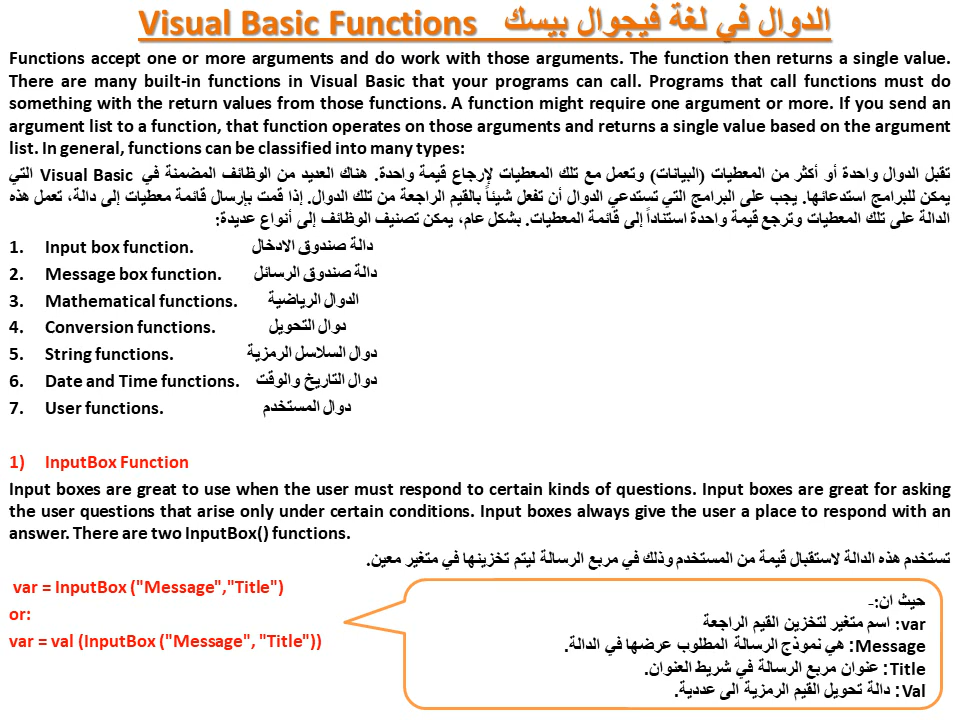 Visual Basic Functions الدوال في لغة فيجوال بيسك
Functions accept one or more arguments and do work with those arguments. The function then returns a single value.
There are many built-in functions in Visual Basic that your programs can call. Programs that call functions must do
something with the return values from those functions. A function might require one argument or more. If you send an
argument list to a function, that function operates on those arguments and returns a single value based on the argument
list. In general, functions can be classified into many types:
تقبل الدوال واحدة أو أكثر من المعطيات (البيانات) وتعمل مع تلك المعطيات لإرجاع قيمة واحدة. هناك العديد من الوظائف المضمنة في Visual Basic التي
يمكن للبرامج استدعائها. يجب على البرامج التي تستدعي الدوال أن تفعل شيئاً بالقيم الراجعة من تلك الدوال. إذا قمت بإرسال قائمة معطيات إلى دالة، تعمل هذه
الدالة على تلك المعطيات وترجع قيمة واحدة استناداً إلى قائمة المعطيات. بشكل عام، يمكن تصنيف الوظائف إلى أنواع عديدة:
1. Input box function. دالة صندوق الادخال
2. Message box function. دالة صندوق الرسائل
3. Mathematical functions. الدوال الرياضية
4. Conversion functions. دوال التحويل
5. String functions. دوال السلاسل الرمزية
6. Date and Time functions. دوال التاريخ والوقت
7. User functions. دوال المستخدم
1) InputBox Function
Input boxes are great to use when the user must respond to certain kinds of questions. Input boxes are great for asking
the user questions that arise only under certain conditions. Input boxes always give the user a place to respond with an
answer. There are two InputBox() functions.
تستخدم هذه الدالة لاستقبال قيمة من المستخدم وذلك في مربع الرسالة ليتم تخزينها في متغير معين.
var = InputBox ("Message","Title")
or:
var = val (InputBox ("Message", "Title"))
حيث ان:-
var: اسم متغير لتخزين القيم الراجعة
Message: هي نموذج الرسالة المطلوب عرضها في الدالة.
Title: عنوان مربع الرسالة في شريط العنوان.
Val: دالة تحويل القيم الرمزية الى عددية.